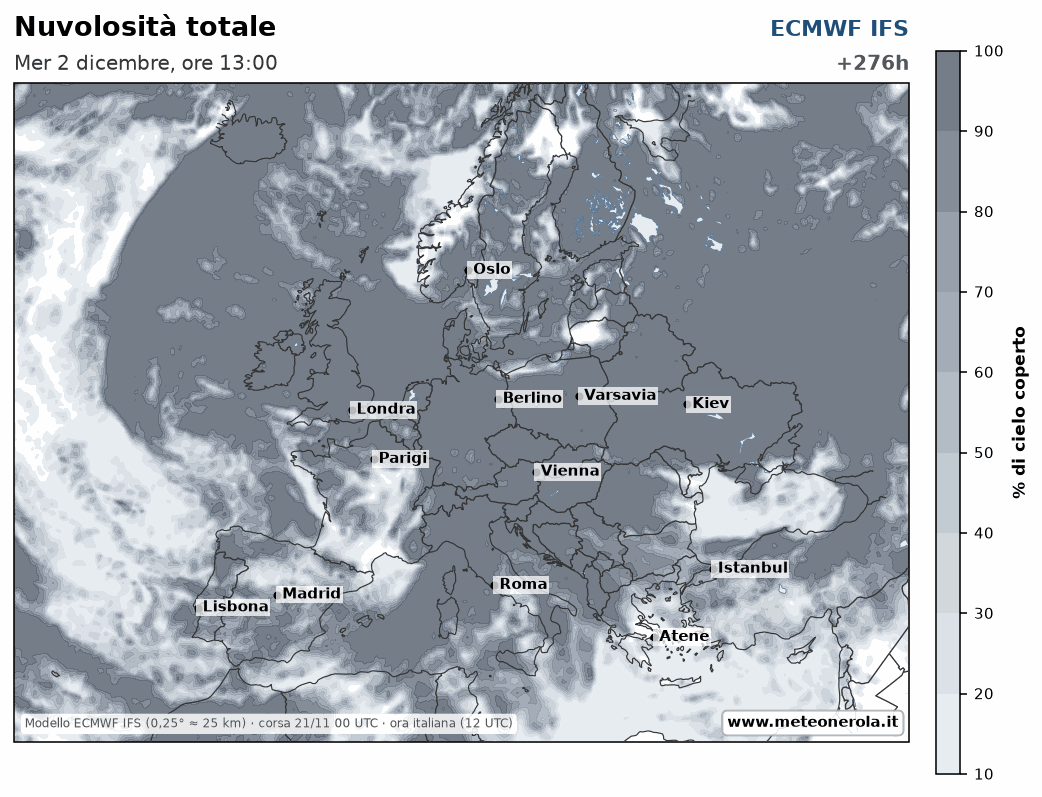 Nuvolosità totale
ECMWF IFS
Mer 2 dicembre, ore 13:00
+276h
100
90
80
70
60
50
40
30
20
10
% di cielo coperto
Oslo
Londra
Berlino
Varsavia
Kiev
Parigi
Vienna
Istanbul
Roma
Madrid
Lisbona
Atene
Modello ECMWF IFS (0,25° ≈ 25 km) · corsa 21/11 00 UTC · ora italiana (12 UTC)
www.meteonerola.it